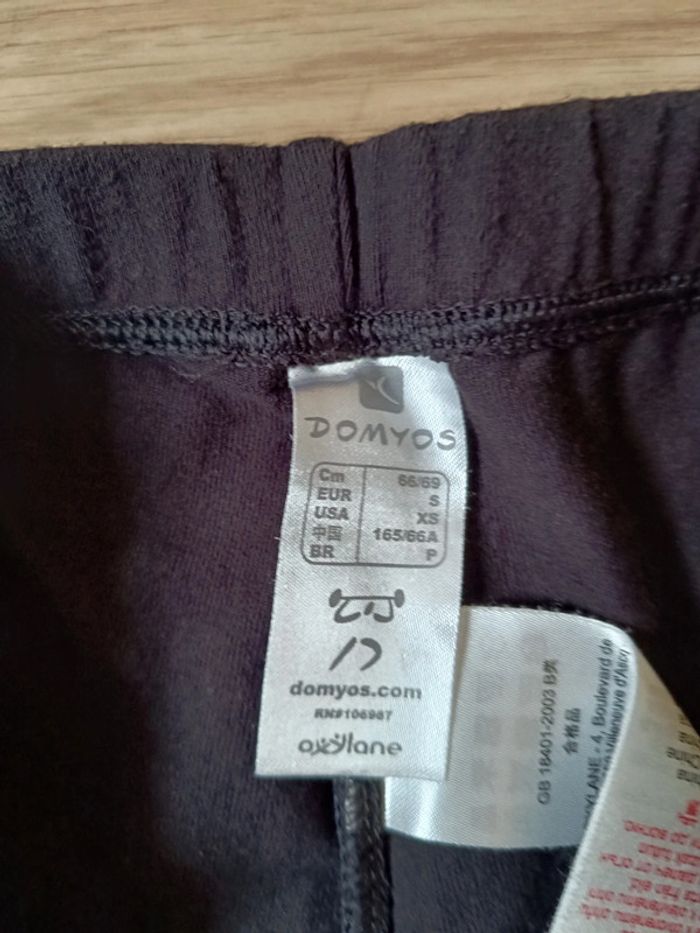 DOMYOS
Cm 66/69
EUR S
USA XS
中国 165/66A
BR P
domyos.com
RN#106987
oxylane
GB 18401-2003 B类
合格品
YLANE - 4, Boulevard de
Villeneuve d'Ascq